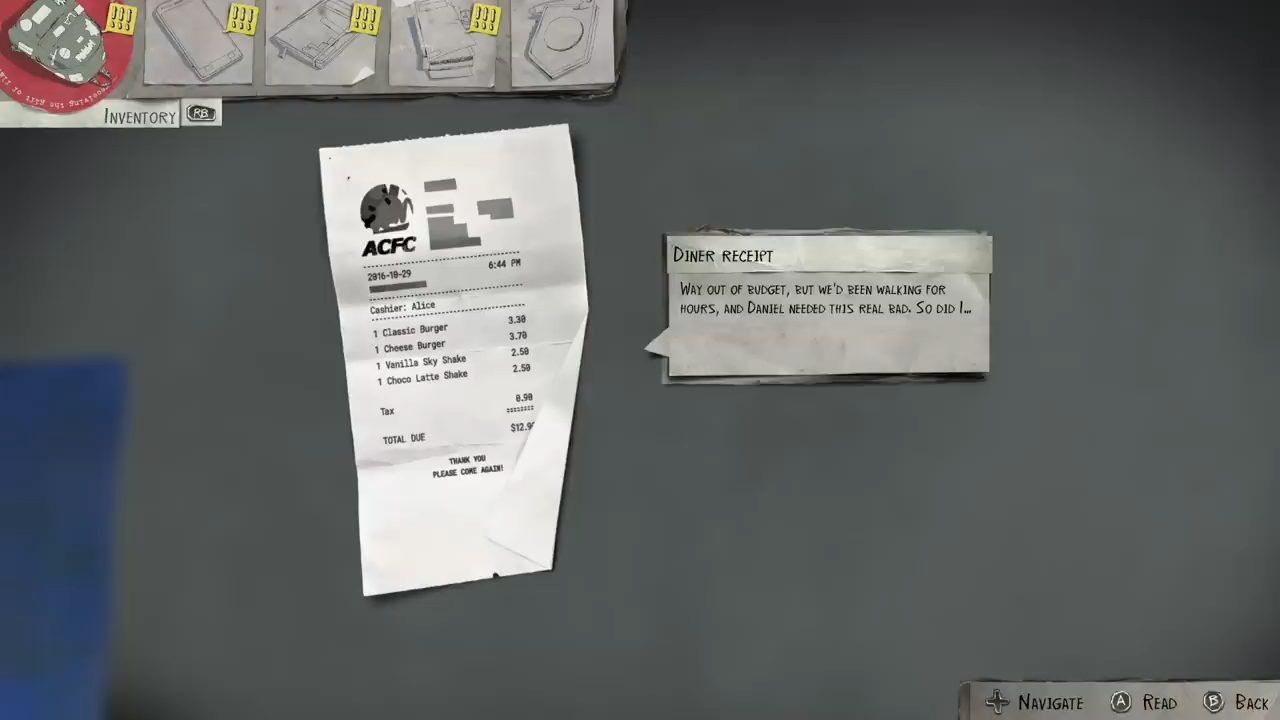 INVENTORY
RB
ACFC
2016-10-29 6:44 PM
Cashier: Alice
1 Classic Burger 3.30
1 Cheese Burger 3.70
1 Vanilla Sky Shake 2.50
1 Choco Latte Shake 2.50
Tax 0.90
TOTAL DUE $12.90
THANK YOU
PLEASE COME AGAIN!
DINER RECEIPT
WAY OUT OF BUDGET, BUT WE'D BEEN WALKING FOR
HOURS, AND DANIEL NEEDED THIS REAL BAD. SO DID I...
NAVIGATE A READ B BACK